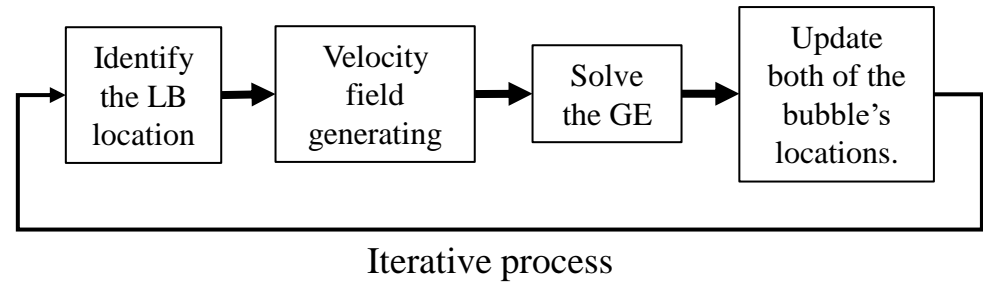 Identify
the LB
location
Velocity
field
generating
Solve
the GE
Update
both of the
bubble’s
locations.
Iterative process